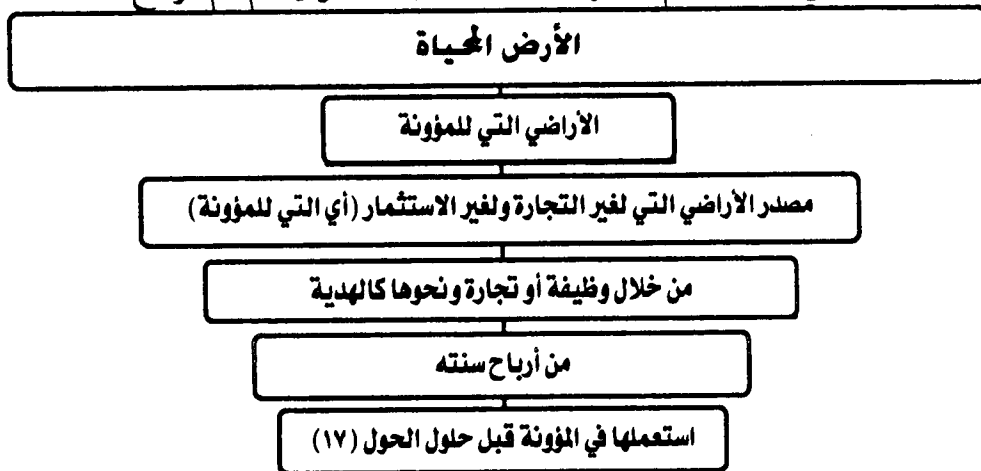 الأرض المحياة
الأراضي التي للمؤونة
مصدر الأراضي التي لغير التجارة ولغير الاستثمار (أي التي للمؤونة)
من خلال وظيفة أو تجارة ونحوها كالهدية
من أرباح سنته
استعملها في المؤونة قبل حلول الحول (١٧)